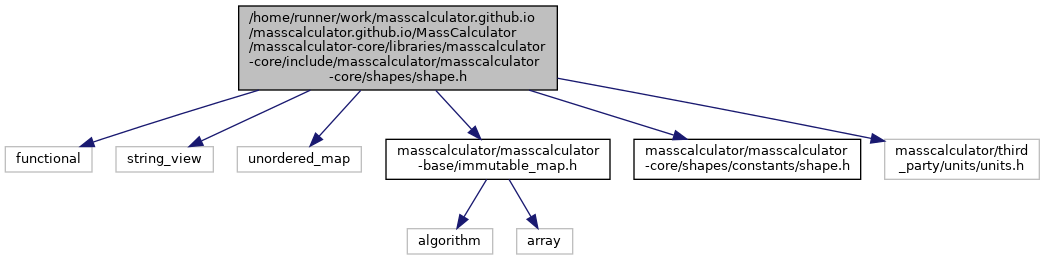 /home/runner/work/masscalculator.github.io
/masscalculator.github.io/MassCalculator
/masscalculator-core/libraries/masscalculator
-core/include/masscalculator/masscalculator
-core/shapes/shape.h
functional
string_view
unordered_map
masscalculator/masscalculator
-base/immutable_map.h
masscalculator/masscalculator
-core/shapes/constants/shape.h
masscalculator/third
_party/units/units.h
algorithm
array